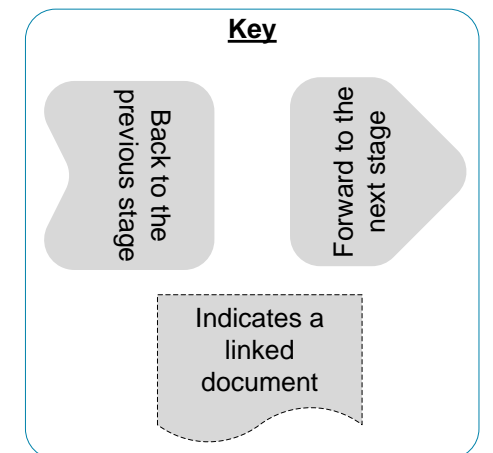 Key
Back to the
previous stage
Forward to the
next stage
Indicates a
linked
document